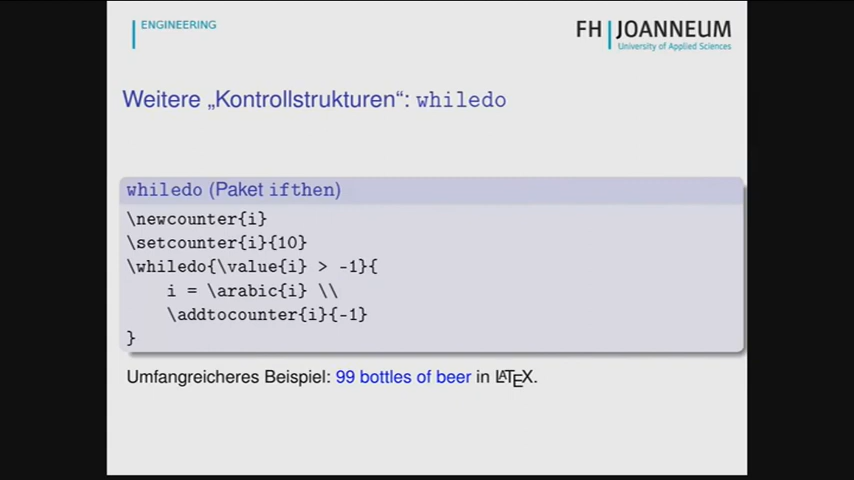 ENGINEERING
FH JOANNEUM
University of Applied Sciences
Weitere „Kontrollstrukturen“: whiledo
whiledo (Paket ifthen)
\newcounter{i}
\setcounter{i}{10}
\whiledo{\value{i} > -1}{
i = \arabic{i} \\
\addtocounter{i}{-1}
}
Umfangreicheres Beispiel: 99 bottles of beer in LATEX.